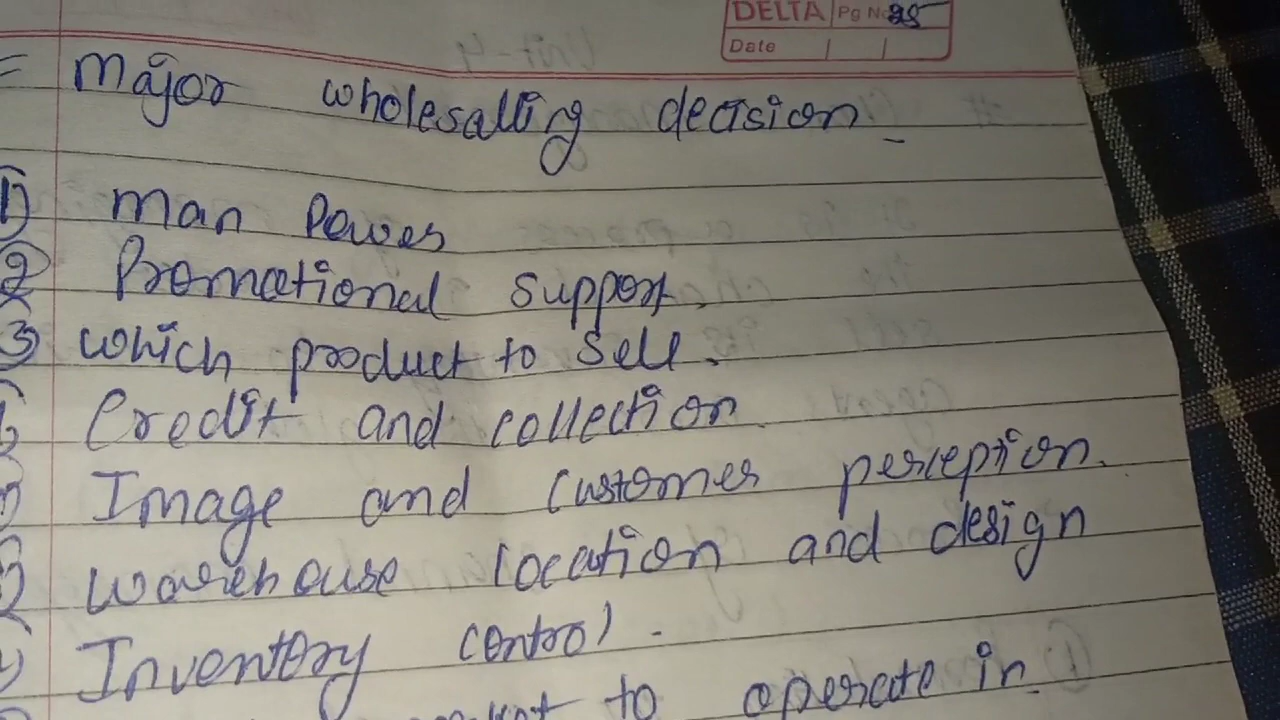 DELTA Pg No. 25
Date
= Major wholesalling decision
1) Man Power
2) Promotional support.
3) which product to sell.
Credit and collection
Image and customer perception.
warehouse location and design
Inventory control.
to operate in